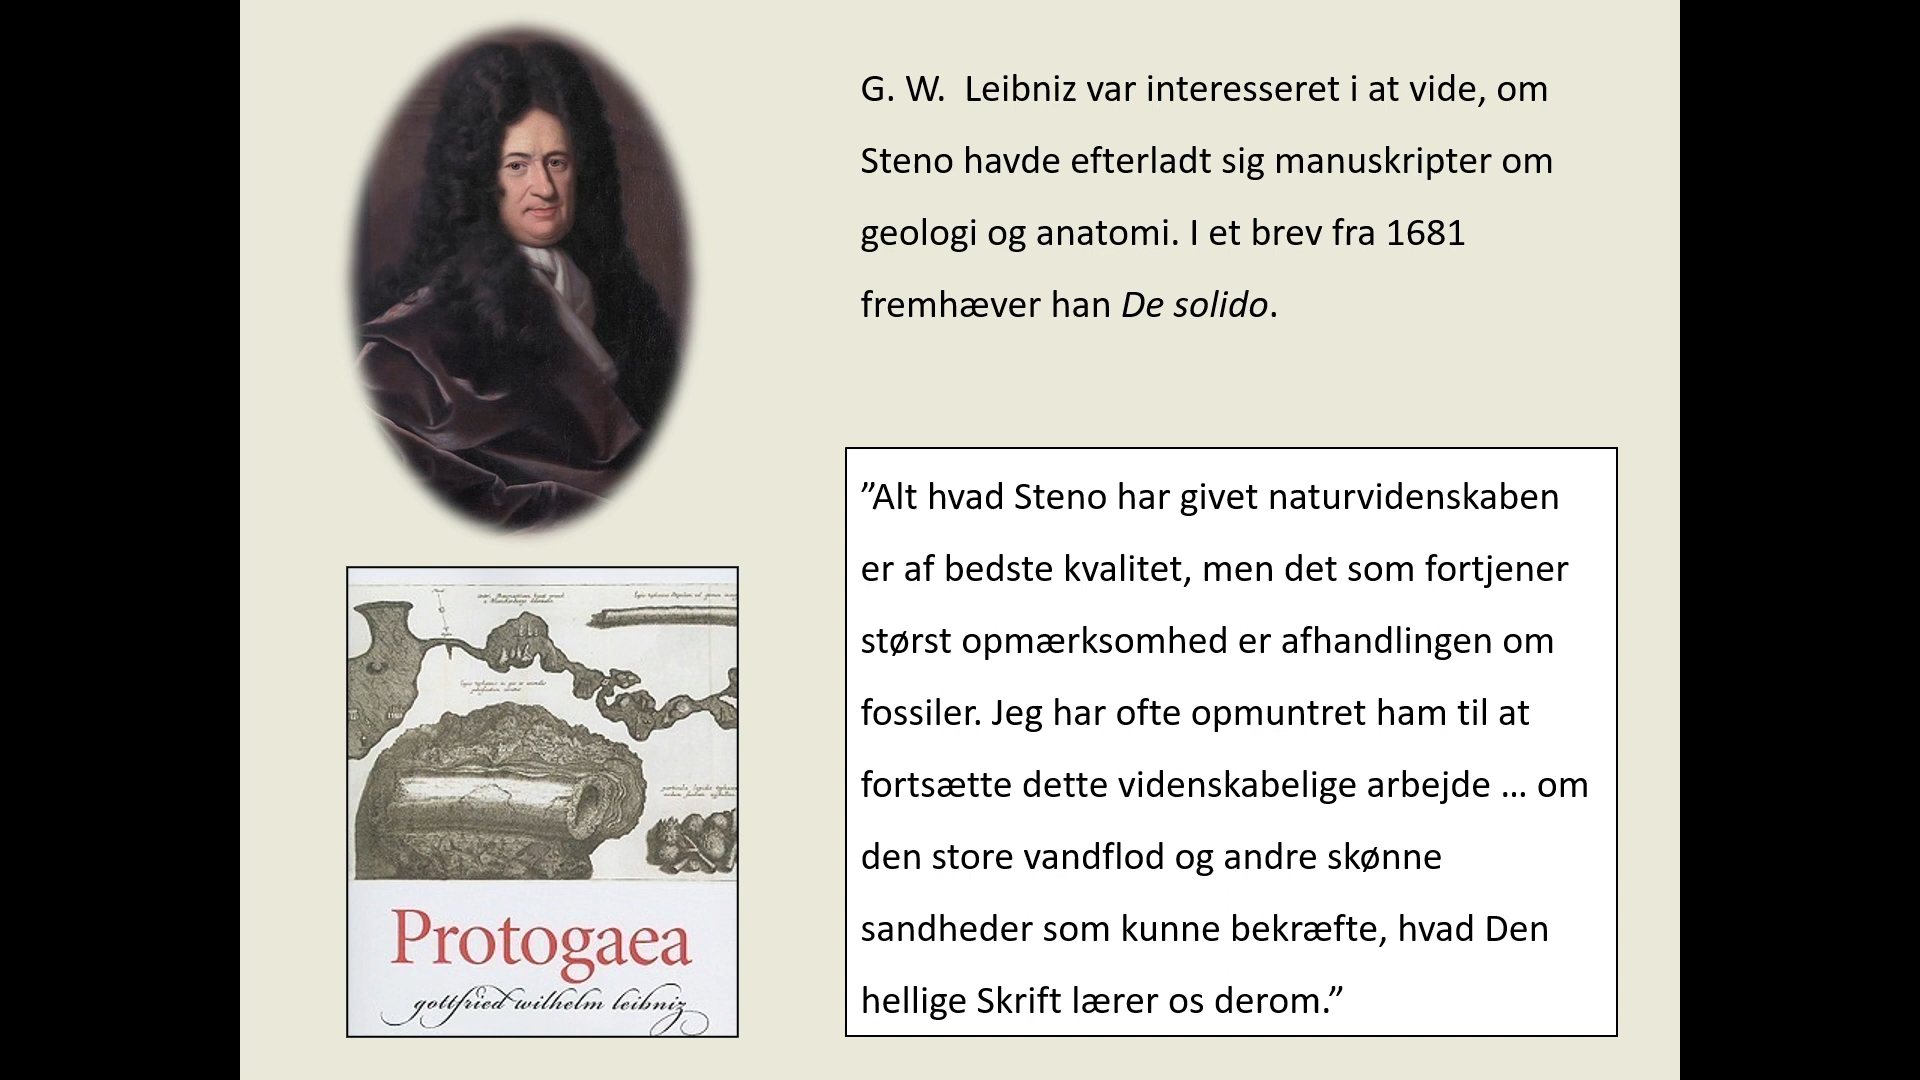 G. W.  Leibniz var interesseret i at vide, om
Steno havde efterladt sig manuskripter om
geologi og anatomi. I et brev fra 1681
fremhæver han De solido.
”Alt hvad Steno har givet naturvidenskaben
er af bedste kvalitet, men det som fortjener
størst opmærksomhed er afhandlingen om
fossiler. Jeg har ofte opmuntret ham til at
fortsætte dette videnskabelige arbejde … om
den store vandflod og andre skønne
sandheder som kunne bekræfte, hvad Den
hellige Skrift lærer os derom.”
Protogaea
gottfried wilhelm leibniz